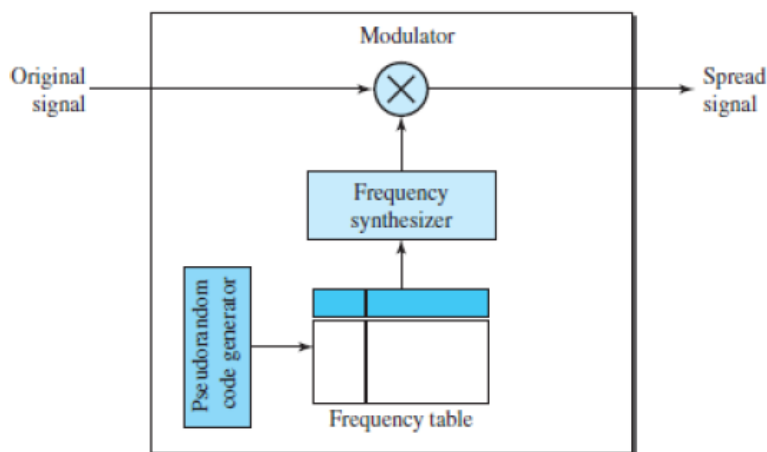 Modulator
Original
signal
Spread
signal
Frequency
synthesizer
Pseudorandom
code generator
Frequency table